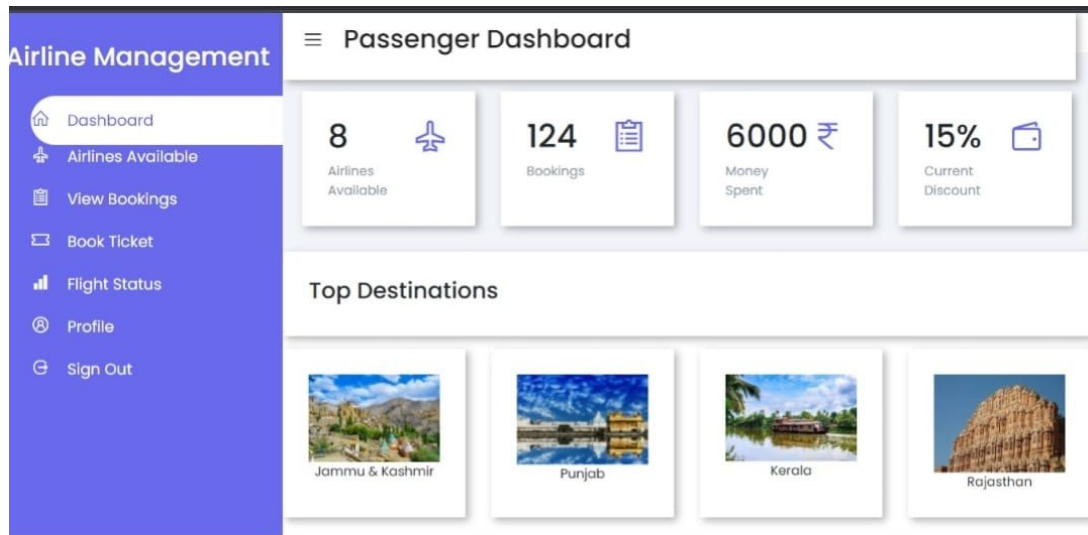 Airline Management
Dashboard
Airlines Available
View Bookings
Book Ticket
Flight Status
Profile
Sign Out
Passenger Dashboard
8
Airlines
Available
124
Bookings
6000 ₹
Money
Spent
15%
Current
Discount
Top Destinations
Jammu & Kashmir
Punjab
Kerala
Rajasthan